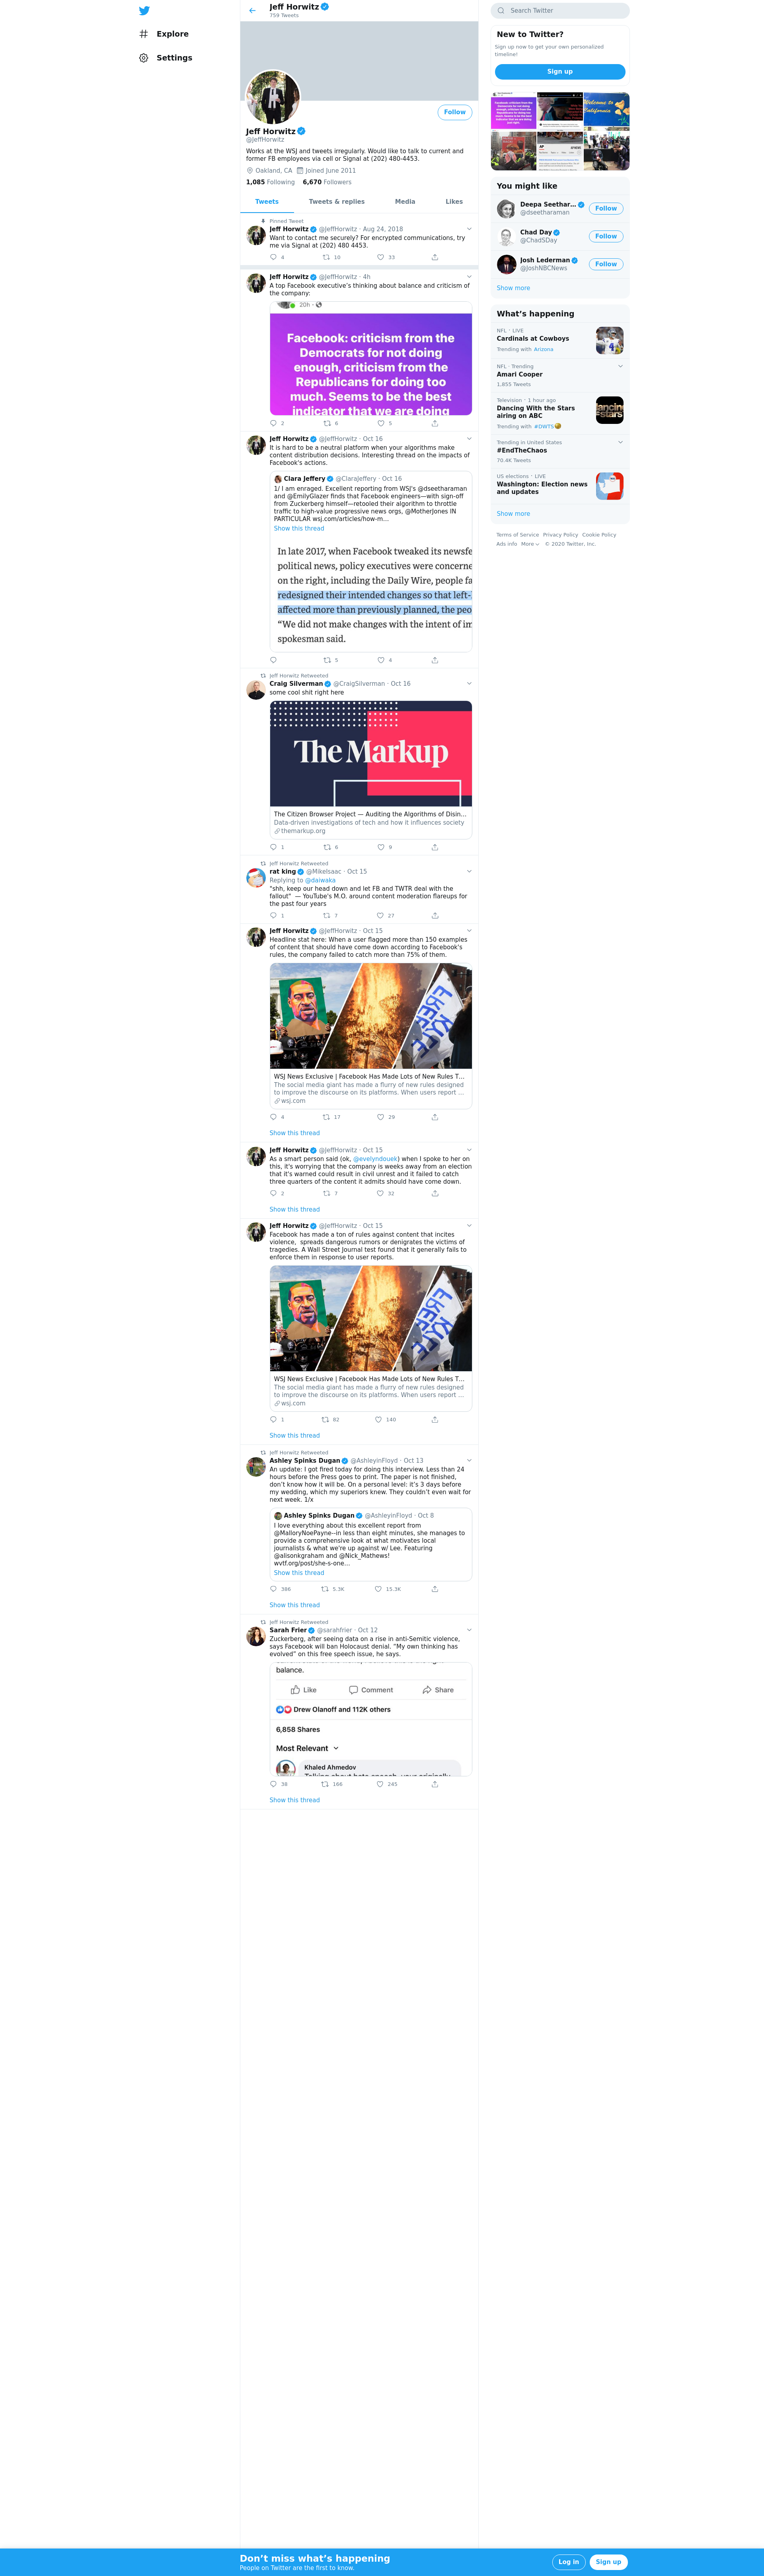 Jeff Horwitz
759 Tweets
Search Twitter
Explore
Settings
New to Twitter?
Sign up now to get your own personalized
timeline!
Sign up
Follow
Jeff Horwitz
@JeffHorwitz
Works at the WSJ and tweets irregularly. Would like to talk to current and
former FB employees via cell or Signal at (202) 480-4453.
Oakland, CA Joined June 2011
1,085 Following 6,670 Followers
Tweets Tweets & replies Media Likes
Pinned Tweet
Jeff Horwitz @JeffHorwitz · Aug 24, 2018
Want to contact me securely? For encrypted communications, try
me via Signal at (202) 480 4453.
4 10 33
Jeff Horwitz @JeffHorwitz · 4h
A top Facebook executive's thinking about balance and criticism of
the company:
20h ·
Facebook: criticism from the
Democrats for not doing
enough, criticism from the
Republicans for doing too
much. Seems to be the best
indicator that we are doing
2 6 5
Jeff Horwitz @JeffHorwitz · Oct 16
It is hard to be a neutral platform when your algorithms make
content distribution decisions. Interesting thread on the impacts of
Facebook's actions.
Clara Jeffery @ClaraJeffery · Oct 16
1/ I am enraged. Excellent reporting from WSJ's @dseetharaman
and @EmilyGlazer finds that Facebook engineers—with sign-off
from Zuckerberg himself—retooled their algorithm to throttle
traffic to high-value progressive news orgs, @MotherJones IN
PARTICULAR wsj.com/articles/how-m…
Show this thread
In late 2017, when Facebook tweaked its newsfe
political news, policy executives were concerne
on the right, including the Daily Wire, people fa
redesigned their intended changes so that left-
affected more than previously planned, the peo
"We did not make changes with the intent of im
spokesman said.
5 4
Jeff Horwitz Retweeted
Craig Silverman @CraigSilverman · Oct 16
some cool shit right here
The Markup
The Citizen Browser Project — Auditing the Algorithms of Disin...
Data-driven investigations of tech and how it influences society
themarkup.org
1 6 9
Jeff Horwitz Retweeted
rat king @MikeIsaac · Oct 15
Replying to @daiwaka
"shh, keep our head down and let FB and TWTR deal with the
fallout" — YouTube's M.O. around content moderation flareups for
the past four years
1 7 27
Jeff Horwitz @JeffHorwitz · Oct 15
Headline stat here: When a user flagged more than 150 examples
of content that should have come down according to Facebook's
rules, the company failed to catch more than 75% of them.
FREE KYLE
WSJ News Exclusive | Facebook Has Made Lots of New Rules T...
The social media giant has made a flurry of new rules designed
to improve the discourse on its platforms. When users report ...
wsj.com
4 17 29
Show this thread
Jeff Horwitz @JeffHorwitz · Oct 15
As a smart person said (ok, @evelyndouek) when I spoke to her on
this, it's worrying that the company is weeks away from an election
that it's warned could result in civil unrest and it failed to catch
three quarters of the content it admits should have come down.
2 7 32
Show this thread
Jeff Horwitz @JeffHorwitz · Oct 15
Facebook has made a ton of rules against content that incites
violence, spreads dangerous rumors or denigrates the victims of
tragedies. A Wall Street Journal test found that it generally fails to
enforce them in response to user reports.
FREE KYLE
WSJ News Exclusive | Facebook Has Made Lots of New Rules T...
The social media giant has made a flurry of new rules designed
to improve the discourse on its platforms. When users report ...
wsj.com
1 82 140
Show this thread
Jeff Horwitz Retweeted
Ashley Spinks Dugan @AshleyinFloyd · Oct 13
An update: I got fired today for doing this interview. Less than 24
hours before the Press goes to print. The paper is not finished,
don't know how it will be. On a personal level: it's 3 days before
my wedding, which my superiors knew. They couldn't even wait for
next week. 1/x
Ashley Spinks Dugan @AshleyinFloyd · Oct 8
I love everything about this excellent report from
@MalloryNoePayne--in less than eight minutes, she manages to
provide a comprehensive look at what motivates local
journalists & what we're up against w/ Lee. Featuring
@alisonkgraham and @Nick_Mathews!
wvtf.org/post/she-s-one…
Show this thread
386 5.3K 15.3K
Show this thread
Jeff Horwitz Retweeted
Sarah Frier @sarahfrier · Oct 12
Zuckerberg, after seeing data on a rise in anti-Semitic violence,
says Facebook will ban Holocaust denial. "My own thinking has
evolved" on this free speech issue, he says.
balance.
Like Comment Share
Drew Olanoff and 112K others
6,858 Shares
Most Relevant
Khaled Ahmedov
38 166 245
Show this thread
Welcome to
California
You might like
Deepa Seethar...
@dseetharaman
Follow
Chad Day
@ChadSDay
Follow
Josh Lederman
@JoshNBCNews
Follow
Show more
What's happening
NFL · LIVE
Cardinals at Cowboys
Trending with Arizona
NFL · Trending
Amari Cooper
1,855 Tweets
Television · 1 hour ago
Dancing With the Stars
airing on ABC
Trending with #DWTS
Trending in United States
#EndTheChaos
70.4K Tweets
US elections · LIVE
Washington: Election news
and updates
Show more
Terms of Service Privacy Policy Cookie Policy
Ads info More © 2020 Twitter, Inc.
Don't miss what's happening
People on Twitter are the first to know.
Log in Sign up